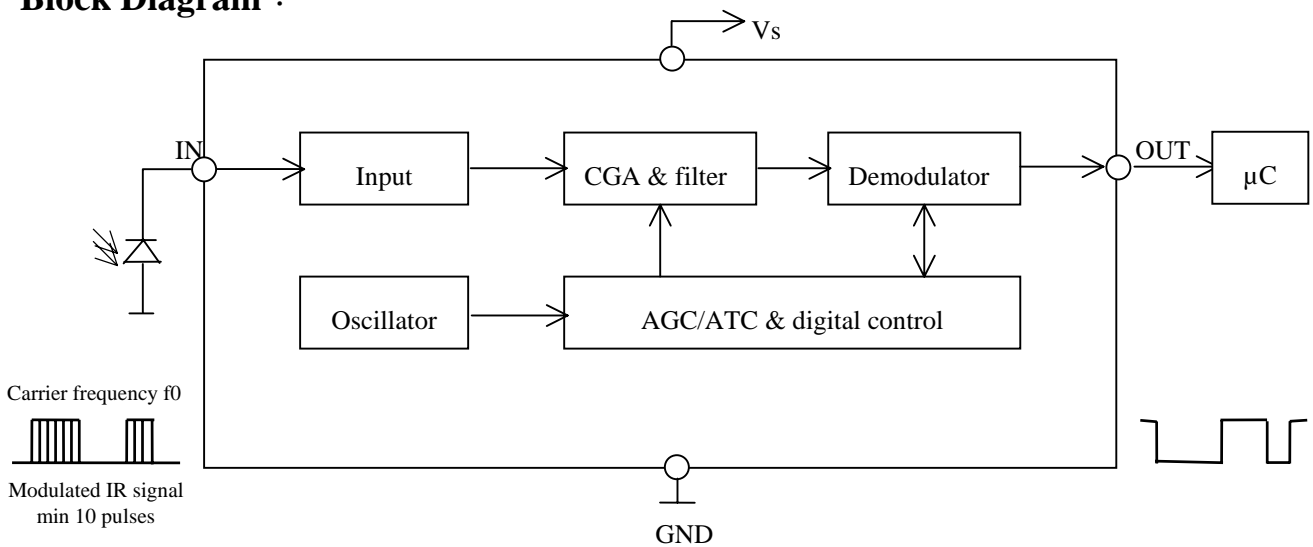 Block Diagram :
Vs
IN
Input
CGA & filter
Demodulator
OUT
µC
Oscillator
AGC/ATC & digital control
Carrier frequency f0
Modulated IR signal
min 10 pulses
GND